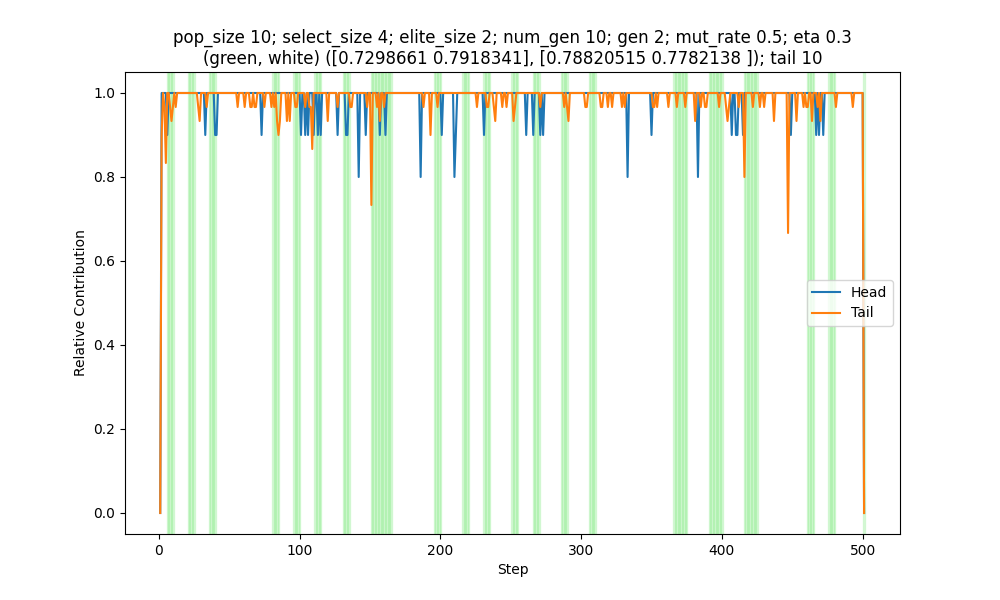 pop_size 10; select_size 4; elite_size 2; num_gen 10; gen 2; mut_rate 0.5; eta 0.3
(green, white) ([0.7298661 0.7918341], [0.78820515 0.7782138 ]); tail 10
1.0
0.8
0.6
0.4
0.2
0.0
Relative Contribution
Head
Tail
0
100
200
300
400
500
Step